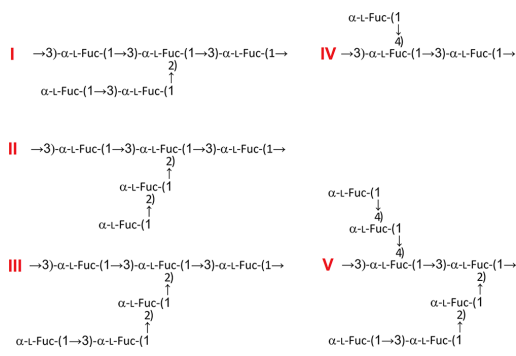 I →3)-α-L-Fuc-(1→3)-α-L-Fuc-(1→3)-α-L-Fuc-(1→
2)
↑
α-L-Fuc-(1→3)-α-L-Fuc-(1
II →3)-α-L-Fuc-(1→3)-α-L-Fuc-(1→3)-α-L-Fuc-(1→
2)
↑
α-L-Fuc-(1
2)
↑
α-L-Fuc-(1
III →3)-α-L-Fuc-(1→3)-α-L-Fuc-(1→3)-α-L-Fuc-(1→
2)
↑
α-L-Fuc-(1
2)
↑
α-L-Fuc-(1→3)-α-L-Fuc-(1
α-L-Fuc-(1
↓
4)
IV →3)-α-L-Fuc-(1→3)-α-L-Fuc-(1→
α-L-Fuc-(1
↓
4)
α-L-Fuc-(1
↓
4)
V →3)-α-L-Fuc-(1→3)-α-L-Fuc-(1→
2)
↑
α-L-Fuc-(1
2)
↑
α-L-Fuc-(1→3)-α-L-Fuc-(1